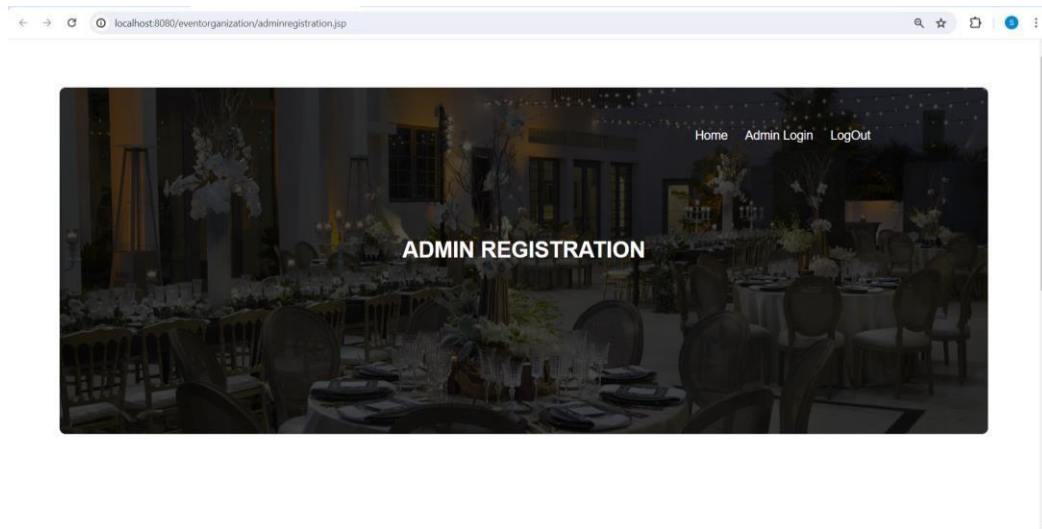 localhost:8080/eventorganization/adminregistration.jsp
S
Home Admin Login LogOut
ADMIN REGISTRATION